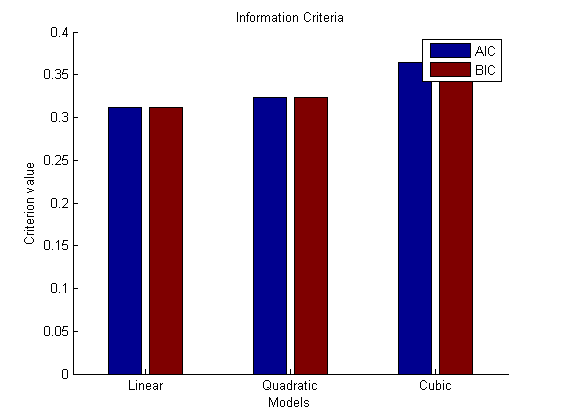 Information Criteria
0.4
0.35
0.3
0.25
0.2
0.15
0.1
0.05
0
Criterion value
AIC
BIC
Linear
Quadratic
Cubic
Models